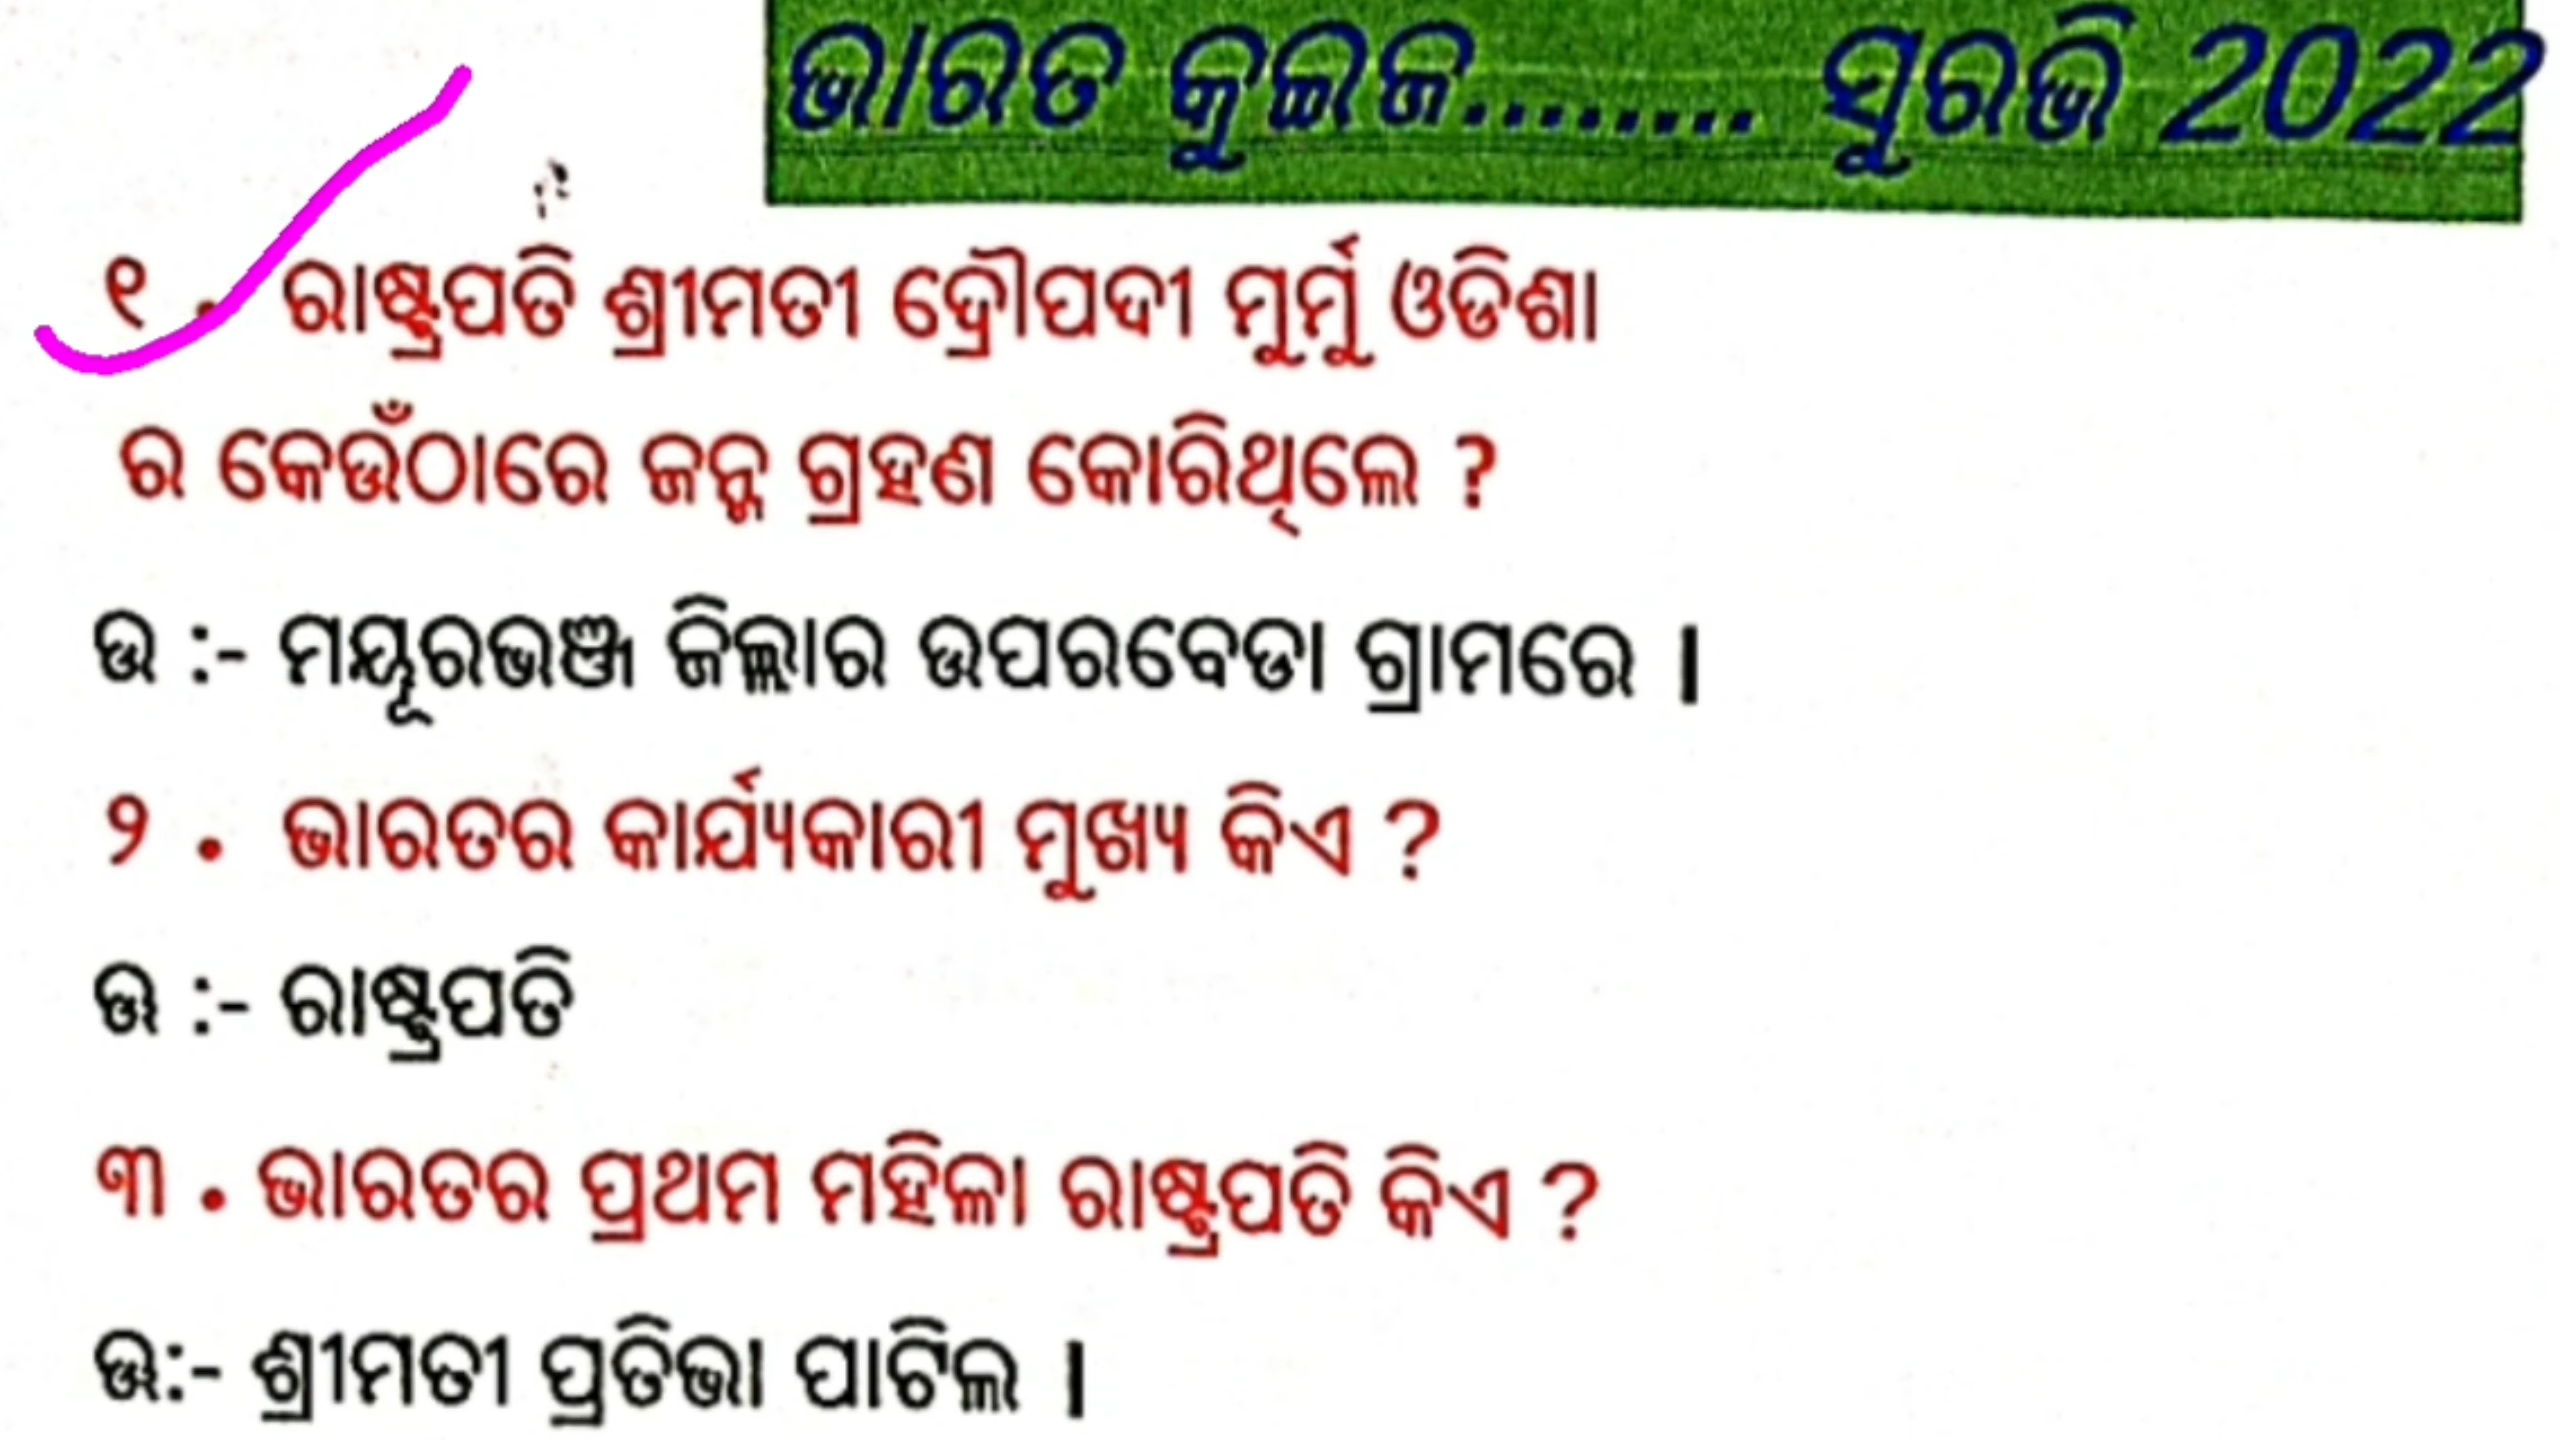 ଭାରତ କୁଇଜ........ ସୁରଭି 2022
୧ . ରାଷ୍ଟ୍ରପତି ଶ୍ରୀମତୀ ଦ୍ରୌପଦୀ ମୁର୍ମୁ ଓଡିଶା
ର କେଉଁଠାରେ ଜନ୍ମ ଗ୍ରହଣ କୋରିଥିଲେ ?
ଉ :- ମୟୂରଭଞ୍ଜ ଜିଲ୍ଲାର ଉପରବେଡା ଗ୍ରାମରେ ।
୨ . ଭାରତର କାର୍ଯ୍ୟକାରୀ ମୁଖ୍ୟ କିଏ ?
ଊ :- ରାଷ୍ଟ୍ରପତି
୩ . ଭାରତର ପ୍ରଥମ ମହିଳା ରାଷ୍ଟ୍ରପତି କିଏ ?
ଊ:- ଶ୍ରୀମତୀ ପ୍ରତିଭା ପାଟିଲ ।